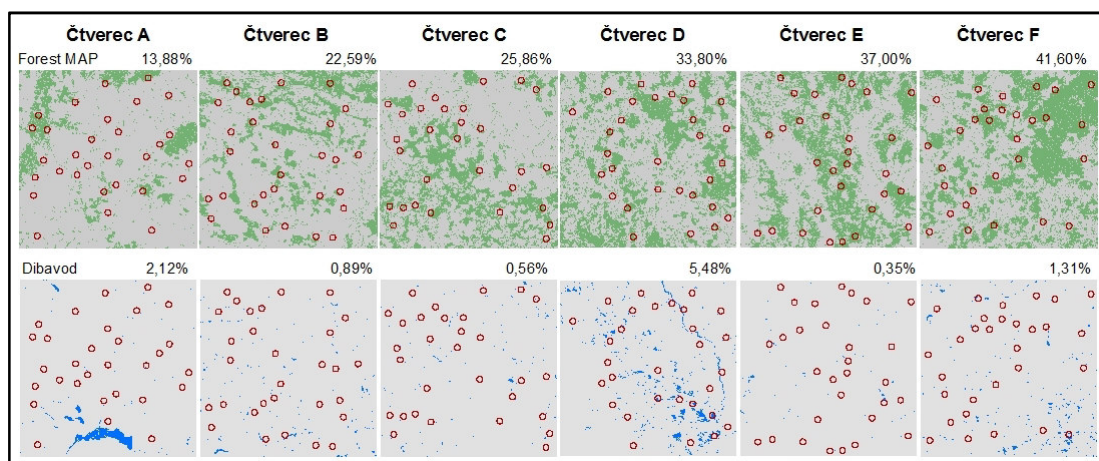 Čtverec A Čtverec B Čtverec C Čtverec D Čtverec E Čtverec F
Forest MAP 13,88% 22,59% 25,86% 33,80% 37,00% 41,60%
Dibavod 2,12% 0,89% 0,56% 5,48% 0,35% 1,31%